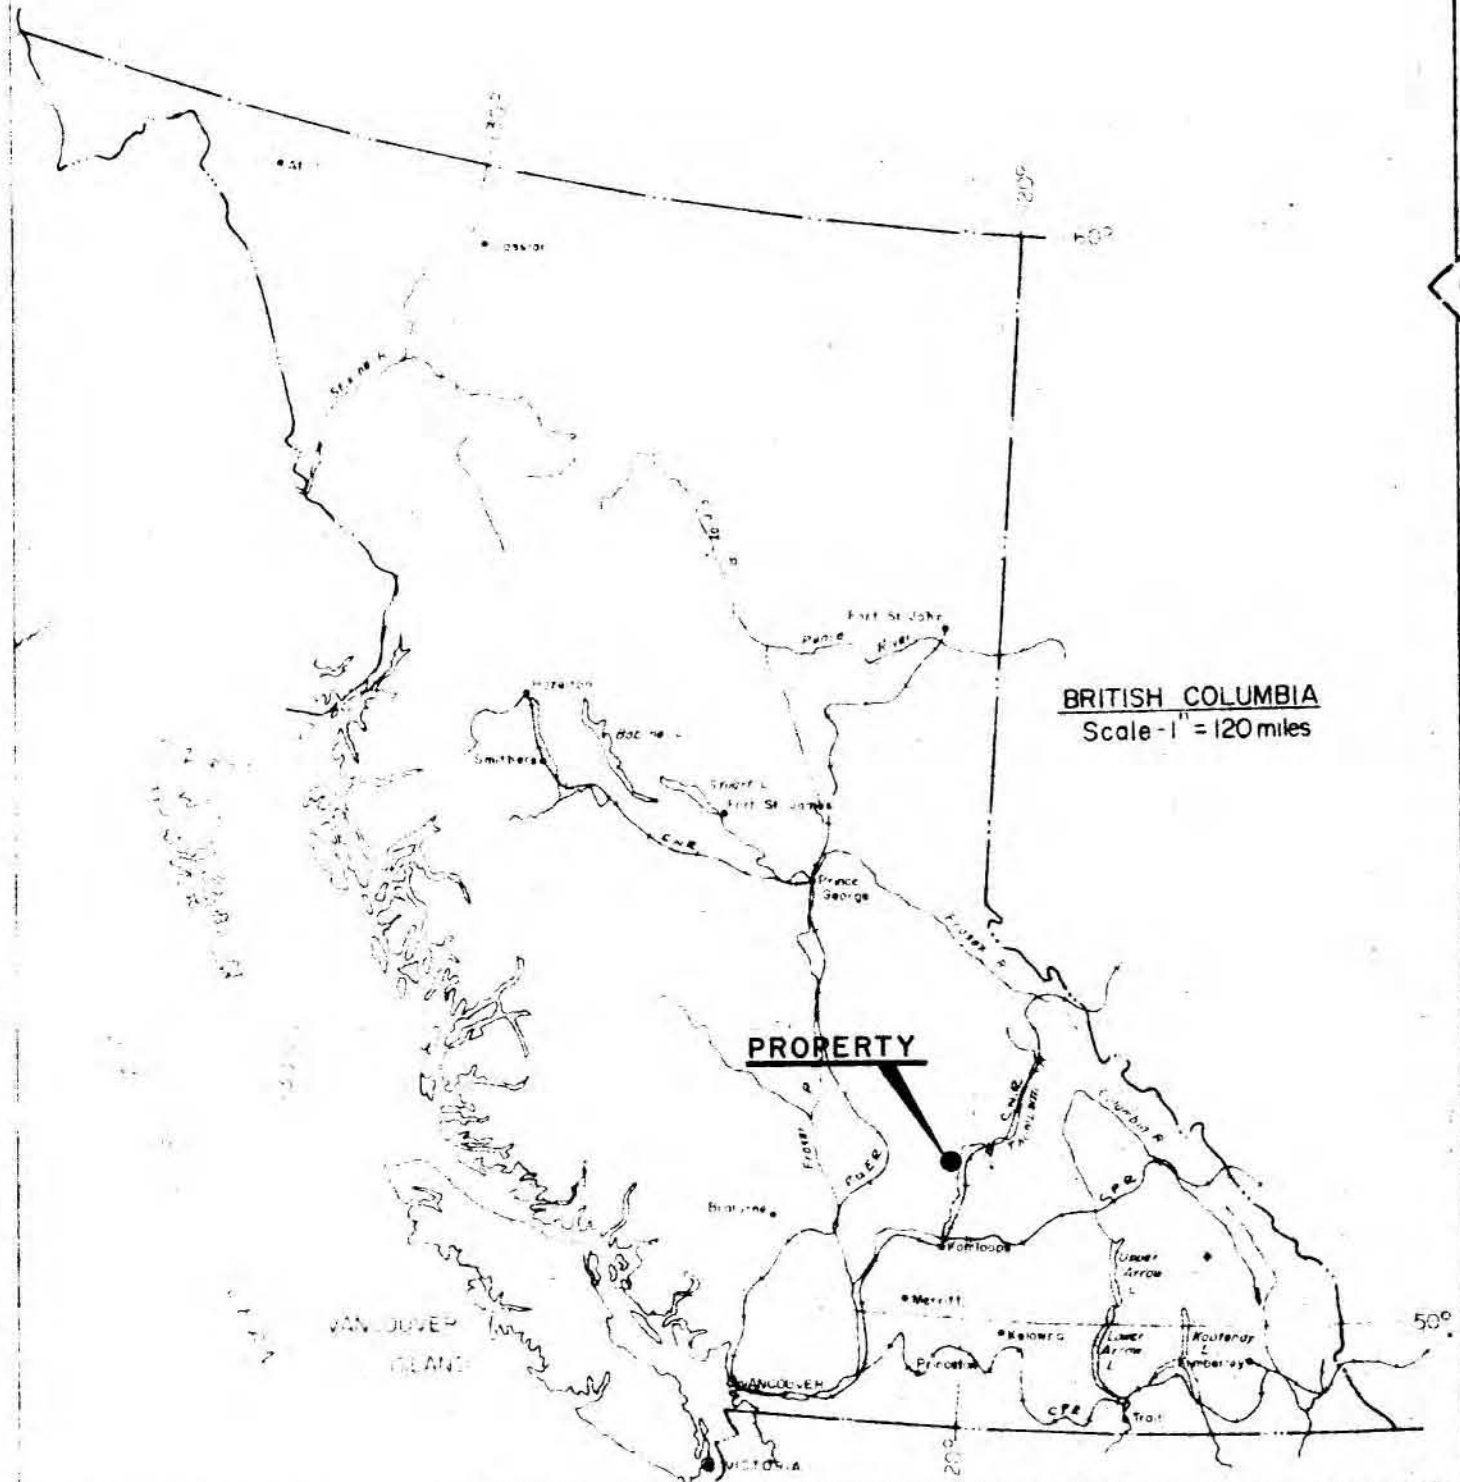 60°
Fort St. John
Peace
River
BRITISH COLUMBIA
Scale - 1" = 120 miles
Hazelton
Smithers
Stuart L
Fort St. James
C N R
Prince
George
Fraser R
PROPERTY
C.N.R.
Columbia R
Fraser R
P G E R
C P R
Kamloops
Upper
Arrow
L
Merritt
50°
Kelowna
Lower
Arrow
L
Kootenay
L
Kimberley
Princeton
VANCOUVER
VANCOUVER
C P R
Trail
VICTORIA